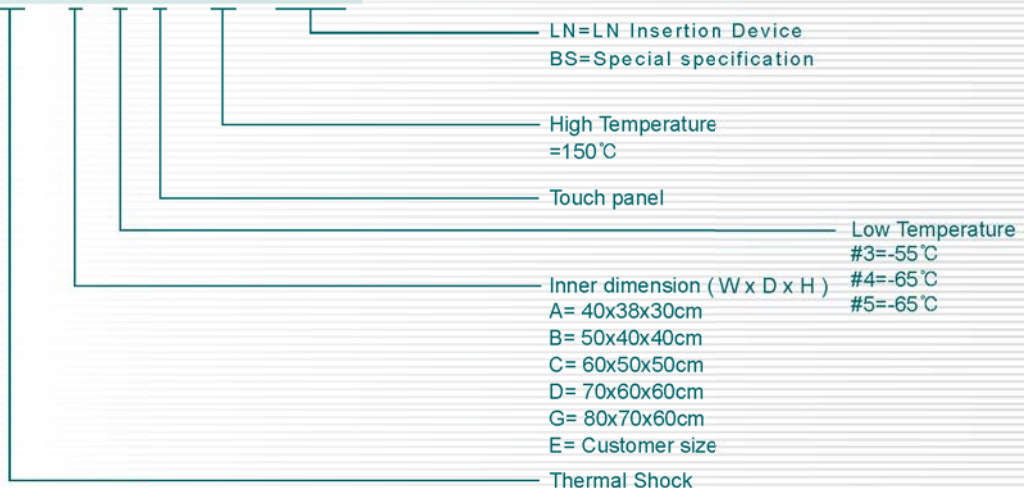 LN=LN Insertion Device
BS=Special specification
High Temperature
=150℃
Touch panel
Low Temperature
#3=-55℃
#4=-65℃
#5=-65℃
Inner dimension ( W x D x H )
A= 40x38x30cm
B= 50x40x40cm
C= 60x50x50cm
D= 70x60x60cm
G= 80x70x60cm
E= Customer size
Thermal Shock